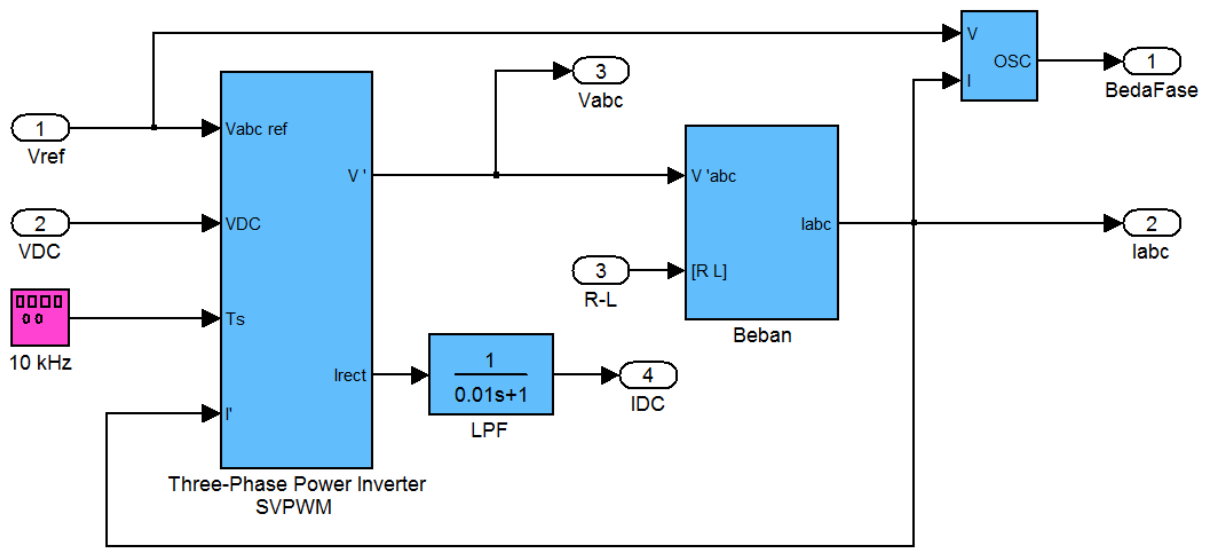 V
OSC
I
1
BedaFase
3
Vabc
1
Vref
Vabc ref
V '
V 'abc
Iabc
2
Iabc
2
VDC
VDC
3
R-L
[R L]
Beban
10 kHz
Ts
Irect
1
0.01s+1
LPF
4
IDC
I'
Three-Phase Power Inverter
SVPWM